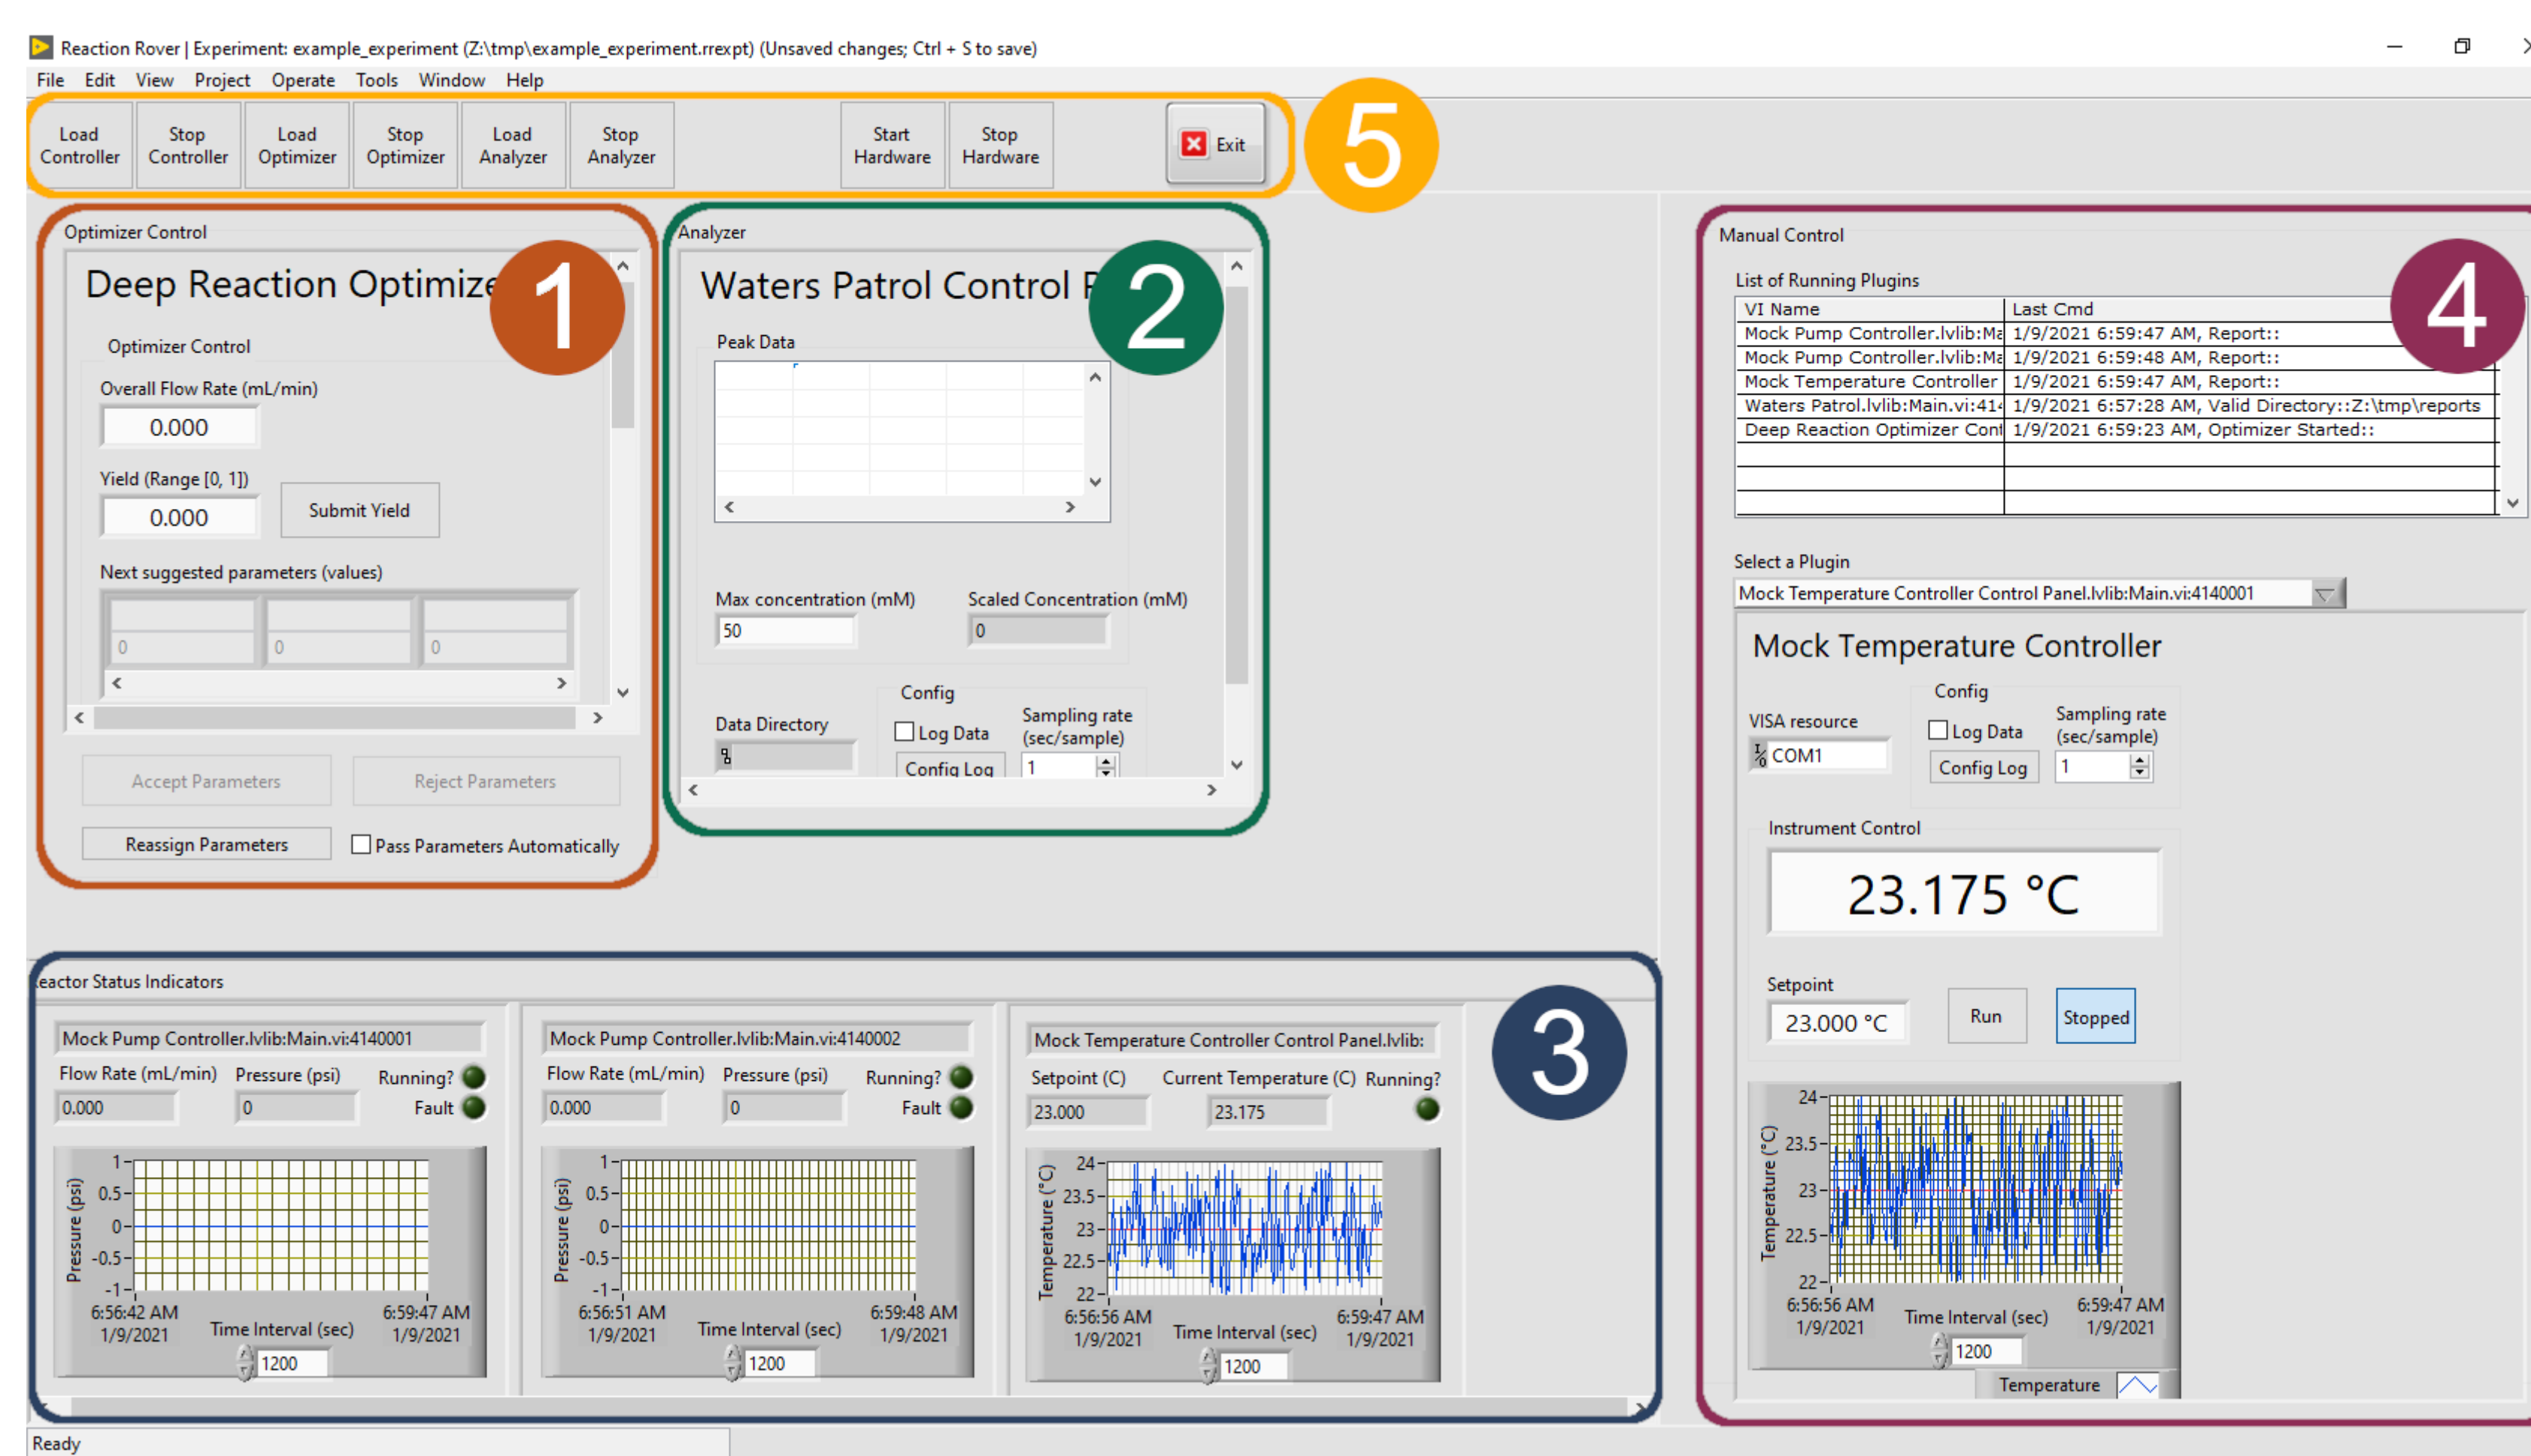 Reaction Rover | Experiment: example_experiment (Z:\tmp\example_experiment.rrexpt) (Unsaved changes; Ctrl + S to save)
File Edit View Project Operate Tools Window Help
Load Controller
Stop Controller
Load Optimizer
Stop Optimizer
Load Analyzer
Stop Analyzer
Start Hardware
Stop Hardware
Exit
5
Optimizer Control
Deep Reaction Optimize
1
Optimizer Control
Overall Flow Rate (mL/min)
0.000
Yield (Range [0, 1])
0.000
Submit Yield
Next suggested parameters (values)
0 0 0
Accept Parameters
Reject Parameters
Reassign Parameters
Pass Parameters Automatically
Analyzer
Waters Patrol Control P
2
Peak Data
Max concentration (mM)
50
Scaled Concentration (mM)
0
Data Directory
Config
Log Data
Config Log
Sampling rate
(sec/sample)
1
Reactor Status Indicators
3
Mock Pump Controller.lvlib:Main.vi:4140001
Flow Rate (mL/min) Pressure (psi) Running?
0.000 0 Fault
Pressure (psi)
1
0.5
0
-0.5
-1
6:56:42 AM 6:59:47 AM
1/9/2021 Time Interval (sec) 1/9/2021
1200
Mock Pump Controller.lvlib:Main.vi:4140002
Flow Rate (mL/min) Pressure (psi) Running?
0.000 0 Fault
Pressure (psi)
1
0.5
0
-0.5
-1
6:56:51 AM 6:59:48 AM
1/9/2021 Time Interval (sec) 1/9/2021
1200
Mock Temperature Controller Control Panel.lvlib:
Setpoint (C) Current Temperature (C) Running?
23.000 23.175
Temperature (°C)
24
23.5
23
22.5
22
6:56:56 AM 6:59:47 AM
1/9/2021 Time Interval (sec) 1/9/2021
1200
Manual Control
4
List of Running Plugins
VI Name Last Cmd
Mock Pump Controller.lvlib:Ma 1/9/2021 6:59:47 AM, Report::
Mock Pump Controller.lvlib:Ma 1/9/2021 6:59:48 AM, Report::
Mock Temperature Controller 1/9/2021 6:59:47 AM, Report::
Waters Patrol.lvlib:Main.vi:414 1/9/2021 6:57:28 AM, Valid Directory::Z:\tmp\reports
Deep Reaction Optimizer Cont 1/9/2021 6:59:23 AM, Optimizer Started::
Select a Plugin
Mock Temperature Controller Control Panel.lvlib:Main.vi:4140001
Mock Temperature Controller
VISA resource
COM1
Config
Log Data
Config Log
Sampling rate
(sec/sample)
1
Instrument Control
23.175 °C
Setpoint
23.000 °C
Run
Stopped
Temperature (°C)
24
23.5
23
22.5
22
6:56:56 AM 6:59:47 AM
1/9/2021 Time Interval (sec) 1/9/2021
1200
Temperature
Ready